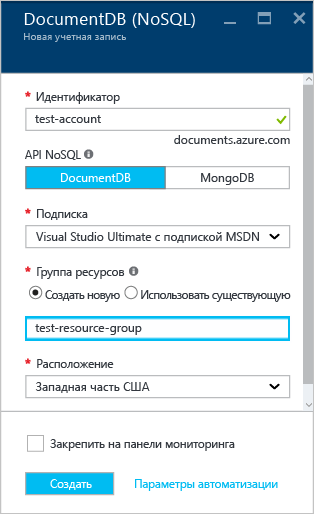 DocumentDB (NoSQL)
Новая учетная запись
* Идентификатор
test-account
documents.azure.com
API NoSQL
DocumentDB MongoDB
* Подписка
Visual Studio Ultimate с подпиской MSDN
* Группа ресурсов
Создать новую Использовать существующую
test-resource-group
* Расположение
Западная часть США
Закрепить на панели мониторинга
Создать Параметры автоматизации